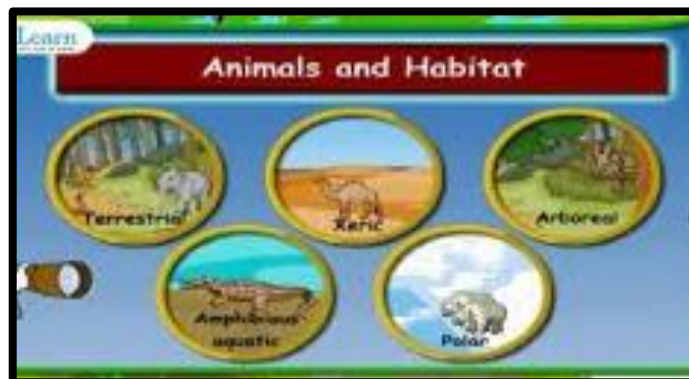 Learn
Animals and Habitat
Terrestrial
Xeric
Arboreal
Amphibious
aquatic
Polar